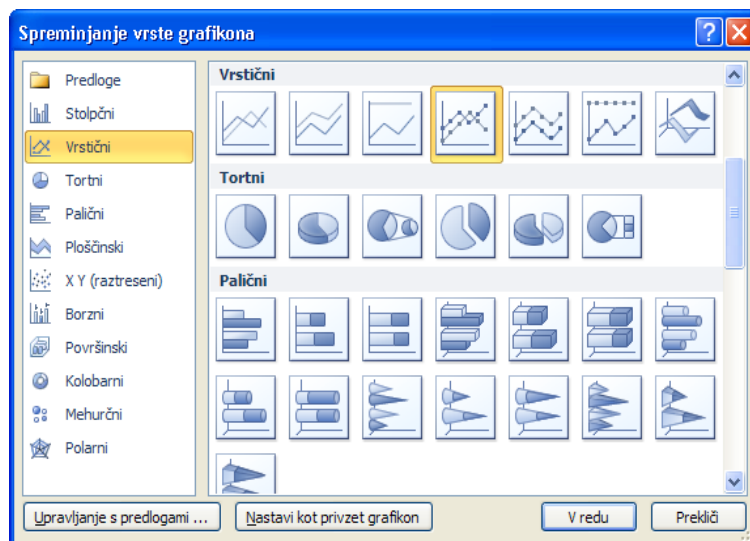 Spreminjanje vrste grafikona
Predloge
Stolpčni
Vrstični
Tortni
Palični
Ploščinski
X Y (raztreseni)
Borzni
Površinski
Kolobarni
Mehurčni
Polarni
Vrstični
Tortni
Palični
Upravljanje s predlogami ...
Nastavi kot privzet grafikon
V redu
Prekliči